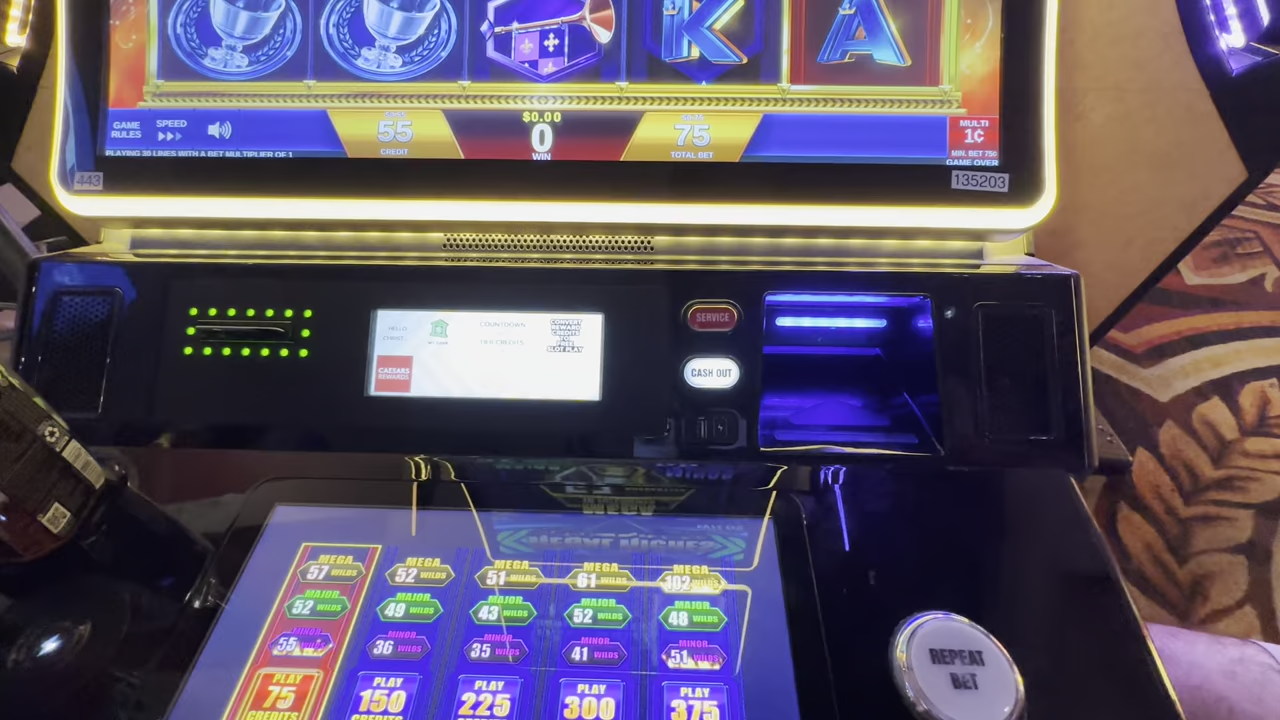 K
A
GAME
RULES
SPEED
55
CREDIT
$0.00
0
WIN
75
TOTAL BET
MULTI
1¢
MIN. BET 75¢
GAME OVER
PLAYING 30 LINES WITH A BET MULTIPLIER OF 1
443
135203
HELLO
COUNTDOWN
TIER CREDITS
CONVERT
REWARD
CREDITS
TO
FREE
SLOT PLAY
CAESARS
REWARDS
SERVICE
CASH OUT
MEGA
57 WILDS
MEGA
52 WILDS
MEGA
51 WILDS
MEGA
61 WILDS
MEGA
102 WILDS
MAJOR
52 WILDS
MAJOR
49 WILDS
MAJOR
43 WILDS
MAJOR
52 WILDS
MAJOR
48 WILDS
MINOR
55 WILDS
MINOR
36 WILDS
MINOR
35 WILDS
MINOR
41 WILDS
MINOR
51 WILDS
PLAY
75
CREDITS
PLAY
150
CREDITS
PLAY
225
PLAY
300
PLAY
375
REPEAT
BET